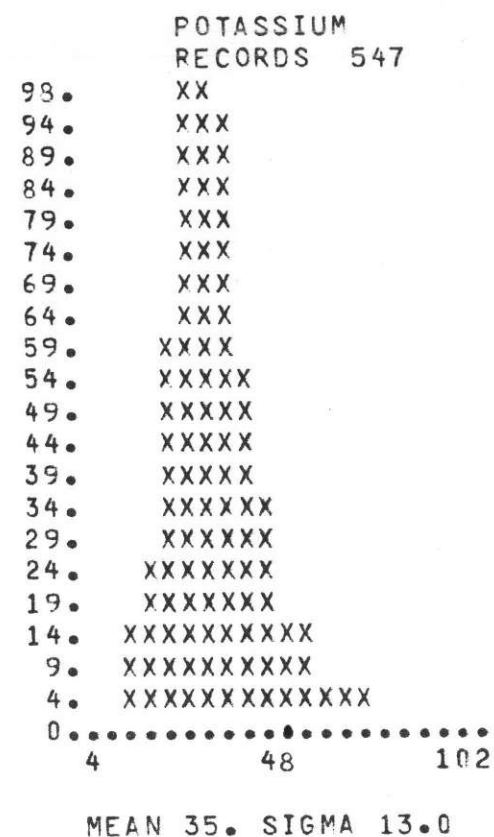 POTASSIUM
RECORDS 547
98. XX
94. XXX
89. XXX
84. XXX
79. XXX
74. XXX
69. XXX
64. XXX
59. XXXX
54. XXXXX
49. XXXXX
44. XXXXX
39. XXXXX
34. XXXXXX
29. XXXXXX
24. XXXXXXX
19. XXXXXXX
14. XXXXXXXXXX
9. XXXXXXXXXX
4. XXXXXXXXXXXXX
0.......................
4 48 102
MEAN 35. SIGMA 13.0